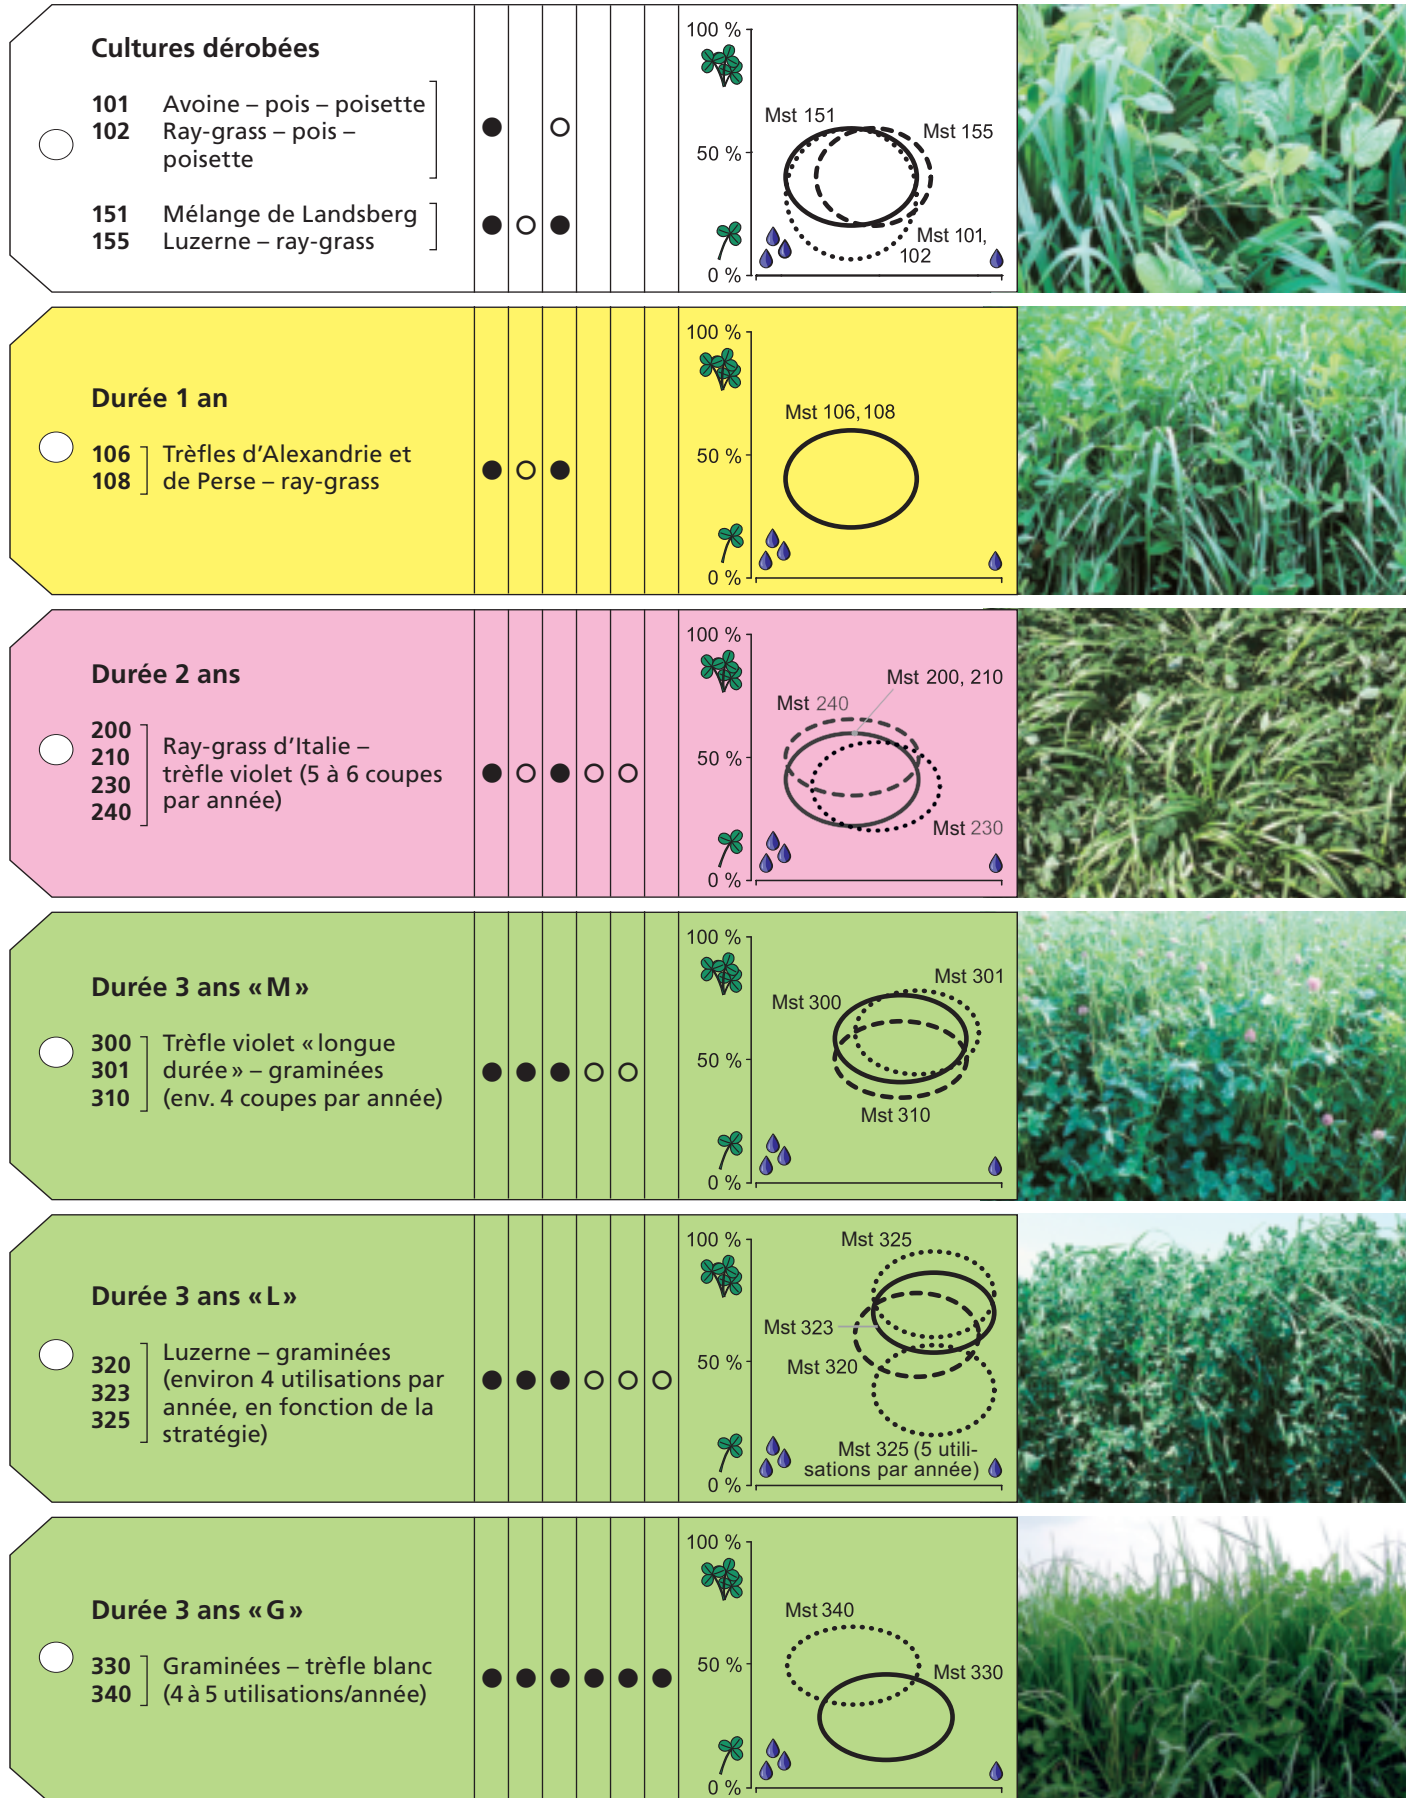 Cultures dérobées
101 Avoine – pois – poisette
102 Ray-grass – pois –
poisette
151 Mélange de Landsberg
155 Luzerne – ray-grass
100 %
Mst 151
Mst 155
50 %
Mst 101,
102
0 %
Durée 1 an
106 Trèfles d'Alexandrie et
108 de Perse – ray-grass
100 %
Mst 106, 108
50 %
0 %
Durée 2 ans
200
210
230
240
Ray-grass d'Italie –
trèfle violet (5 à 6 coupes
par année)
100 %
Mst 200, 210
Mst 240
50 %
Mst 230
0 %
Durée 3 ans «M»
300 Trèfle violet «longue
301 durée» – graminées
310 (env. 4 coupes par année)
100 %
Mst 301
Mst 300
50 %
Mst 310
0 %
Durée 3 ans «L»
320
323
325
Luzerne – graminées
(environ 4 utilisations par
année, en fonction de la
stratégie)
100 %
Mst 325
Mst 323
50 %
Mst 320
Mst 325 (5 utili-
sations par année)
0 %
Durée 3 ans «G»
330 Graminées – trèfle blanc
340 (4 à 5 utilisations/année)
100 %
Mst 340
50 %
Mst 330
0 %